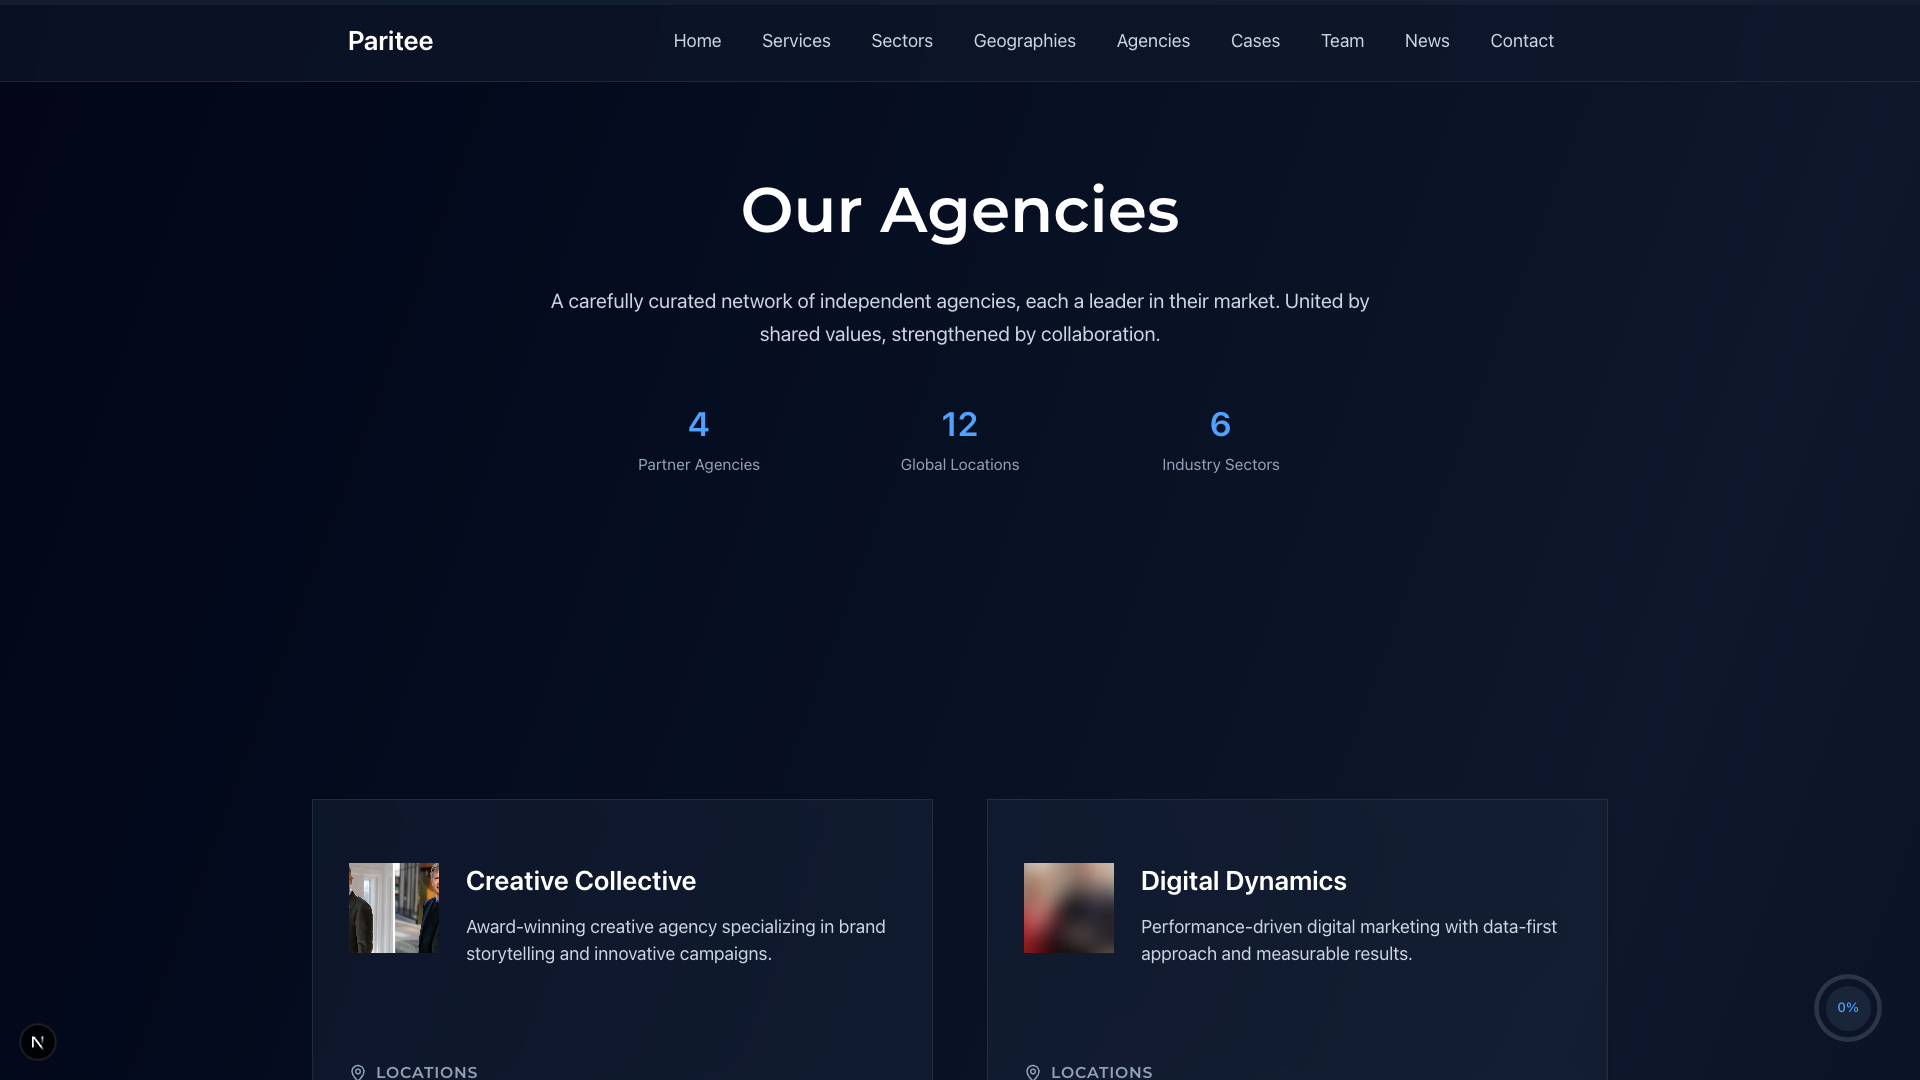 Paritee
Home Services Sectors Geographies Agencies Cases Team News Contact
Our Agencies
A carefully curated network of independent agencies, each a leader in their market. United by
shared values, strengthened by collaboration.
4
Partner Agencies
12
Global Locations
6
Industry Sectors
Creative Collective
Award-winning creative agency specializing in brand
storytelling and innovative campaigns.
LOCATIONS
Digital Dynamics
Performance-driven digital marketing with data-first
approach and measurable results.
LOCATIONS
0%
N